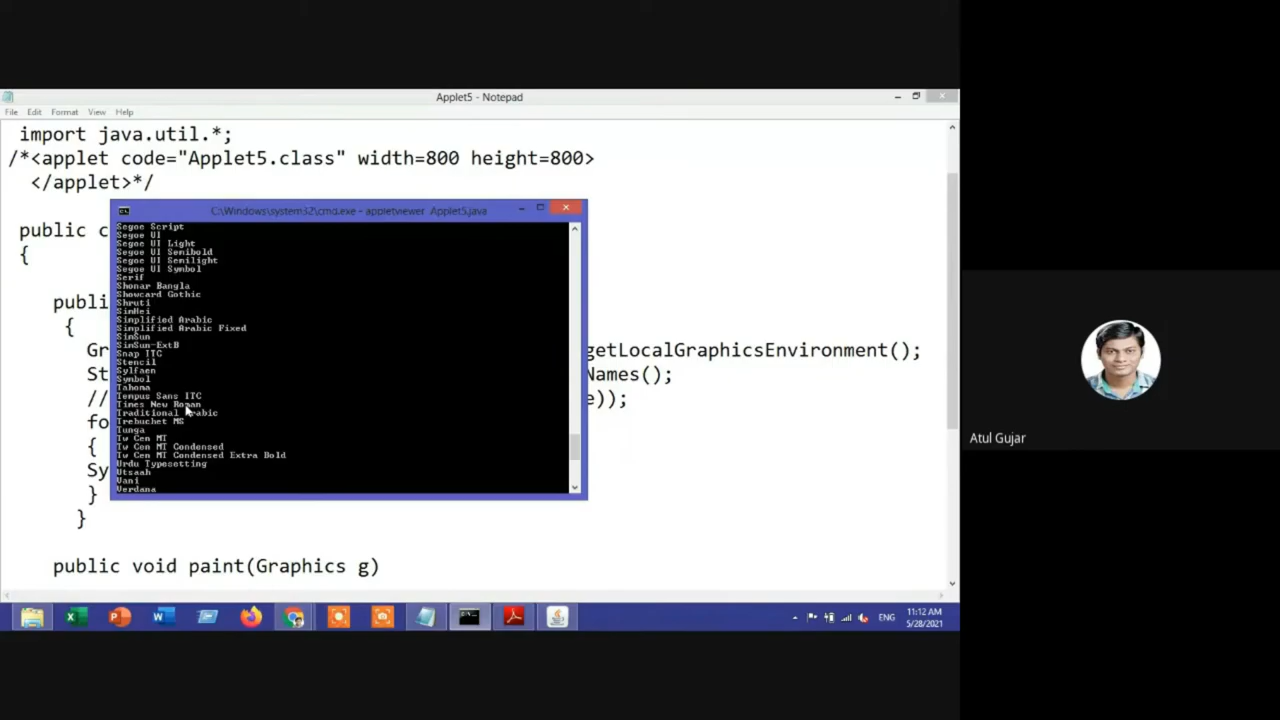 Applet5 - Notepad
File Edit Format View Help
import java.util.*;
/*<applet code="Applet5.class" width=800 height=800>
</applet>*/
C:\Windows\system32\cmd.exe - appletviewer Applet5.java
Segoe Script
public c
Segoe UI
Segoe UI Light
{
Segoe UI Semibold
Segoe UI Semilight
Segoe UI Symbol
Serif
Shonar Bangla
Showcard Gothic
publi
Shruti
SimHei
Simplified Arabic
{
Simplified Arabic Fixed
SimSun
SimSun-ExtB
Gr
getLocalGraphicsEnvironment();
Snap ITC
Stencil
Sylfaen
St
Names();
Symbol
Tahoma
Tempus Sans ITC
//
e));
Times New Roman
Traditional Arabic
fo
Trebuchet MS
Tunga
Tw Cen MT
{
Tw Cen MT Condensed
Tw Cen MT Condensed Extra Bold
Urdu Typesetting
Sy
Utsaah
Vani
Verdana
}
}
public void paint(Graphics g)
ENG
11:12 AM
5/28/2021
Atul Gujar